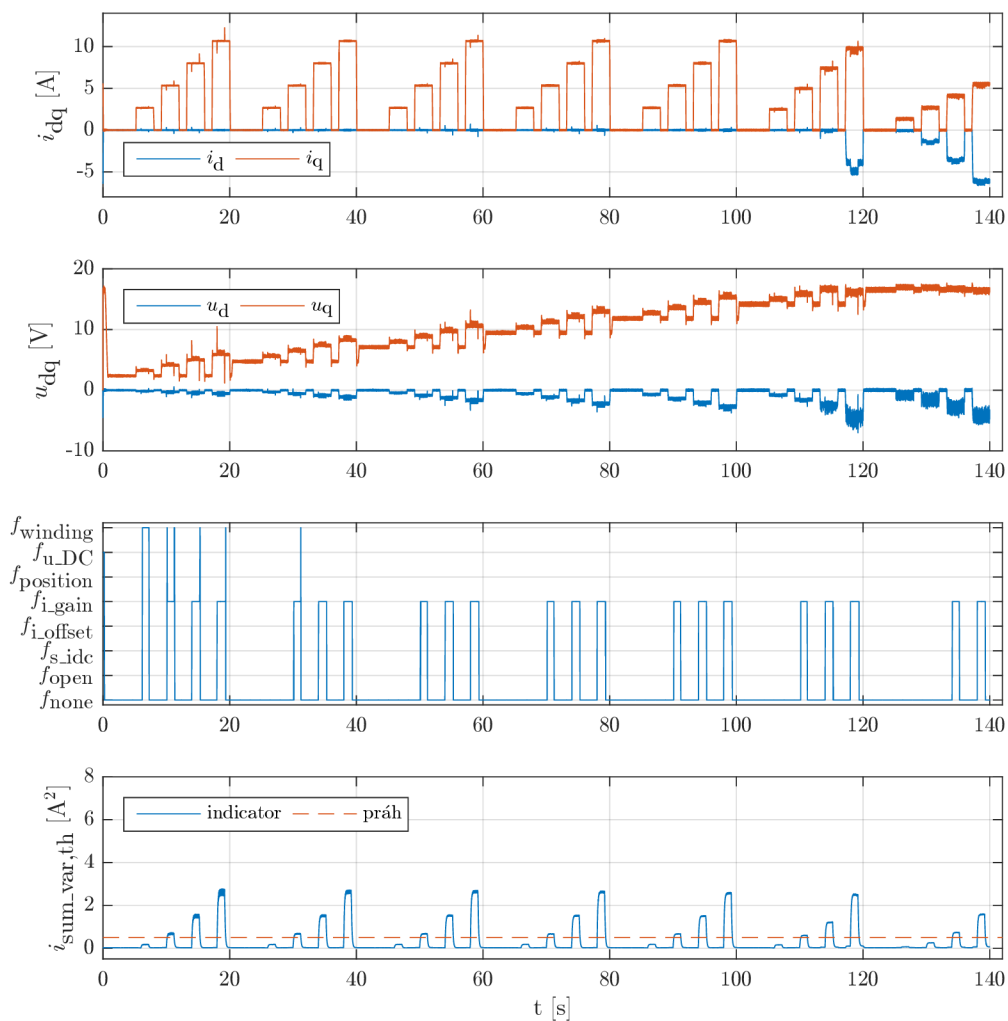 i_dq [A]
10
5
0
-5
i_d i_q
0 20 40 60 80 100 120 140
u_dq [V]
20
10
0
-10
u_d u_q
0 20 40 60 80 100 120 140
f_winding
f_u_DC
f_position
f_i_gain
f_i_offset
f_s_idc
f_open
f_none
0 20 40 60 80 100 120 140
i_sum_var,th [A²]
8
6
4
2
0
indicator práh
0 20 40 60 80 100 120 140
t [s]